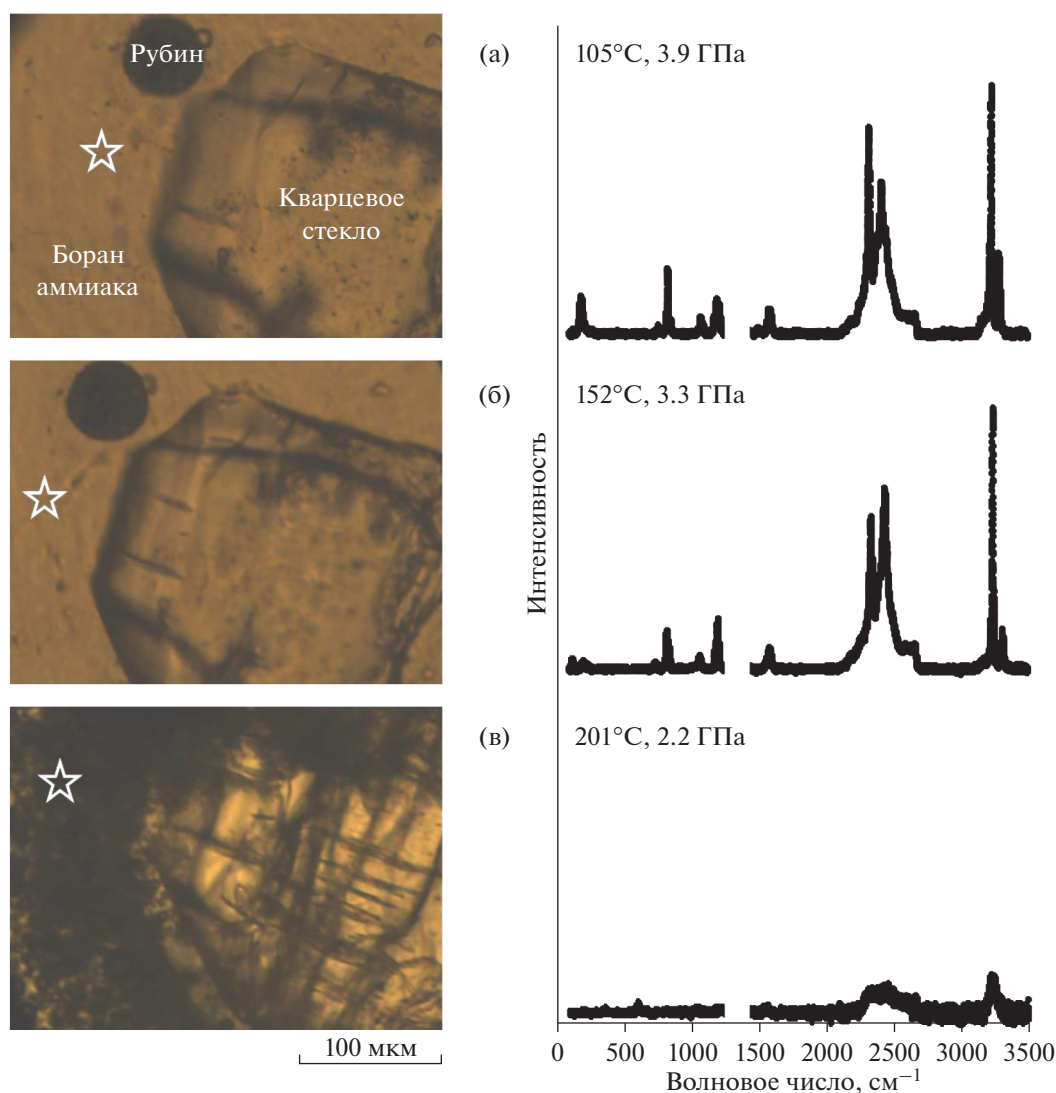 Рубин
Кварцевое
стекло
Боран
аммиака
100 мкм
(а)
105°C, 3.9 ГПа
(б)
152°C, 3.3 ГПа
(в)
201°C, 2.2 ГПа
Интенсивность
0 500 1000 1500 2000 2500 3000 3500
Волновое число, см⁻¹